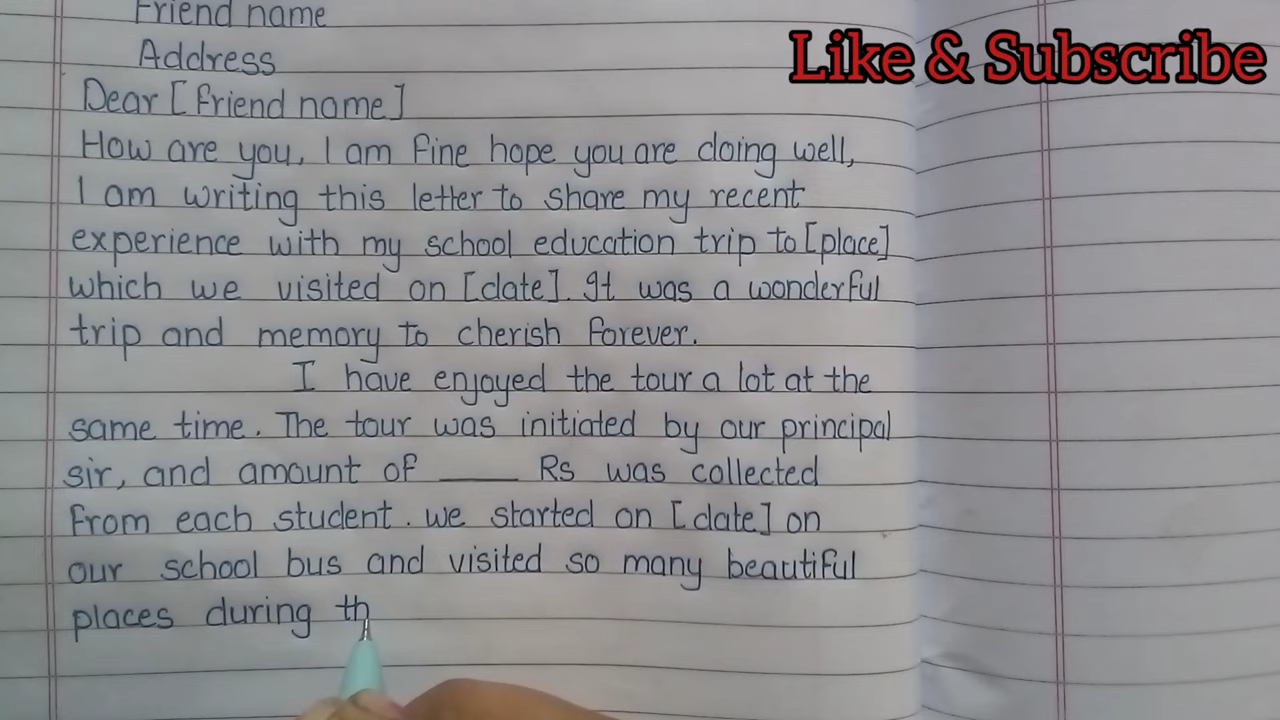 Friend name
Like & Subscribe
Address
Dear [Friend name]
How are you, I am fine hope you are doing well,
I am writing this letter to share my recent
experience with my school education trip to [place]
which we visited on [date]. It was a wonderful
trip and memory to cherish forever.
I have enjoyed the tour a lot at the
same time. The tour was initiated by our principal
sir, and amount of ____ Rs was collected
from each student. we started on [date] on
our school bus and visited so many beautiful
places during th